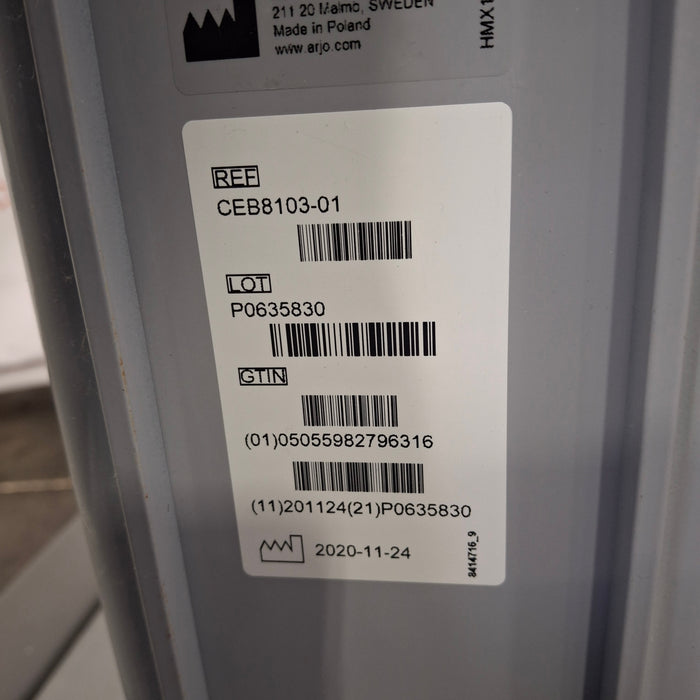 211 20 Malmö, SWEDEN
Made in Poland
www.arjo.com
HMX1
REF
CEB8103-01
LOT
P0635830
GTIN
(01)05055982796316
(11)201124(21)P0635830
2020-11-24
8414716_9